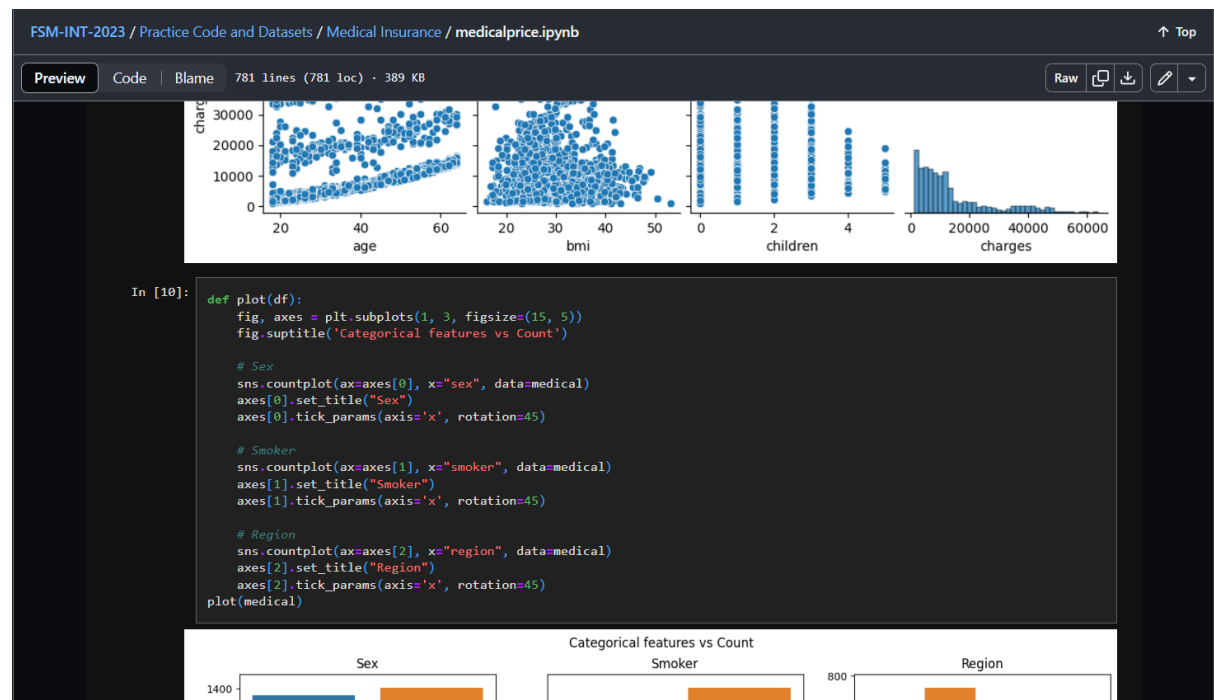 FSM-INT-2023 / Practice Code and Datasets / Medical Insurance / medicalprice.ipynb
Top
Preview Code Blame 781 lines (781 loc) · 389 KB Raw
charg
30000
20000
10000
0
20 40 60 20 30 40 50 0 2 4 0 20000 40000 60000
age bmi children charges
In [10]:
def plot(df):
    fig, axes = plt.subplots(1, 3, figsize=(15, 5))
    fig.suptitle('Categorical features vs Count')
    # Sex
    sns.countplot(ax=axes[0], x="sex", data=medical)
    axes[0].set_title("Sex")
    axes[0].tick_params(axis='x', rotation=45)
    # Smoker
    sns.countplot(ax=axes[1], x="smoker", data=medical)
    axes[1].set_title("Smoker")
    axes[1].tick_params(axis='x', rotation=45)
    # Region
    sns.countplot(ax=axes[2], x="region", data=medical)
    axes[2].set_title("Region")
    axes[2].tick_params(axis='x', rotation=45)
plot(medical)
Categorical features vs Count
Sex Smoker Region
1400 800